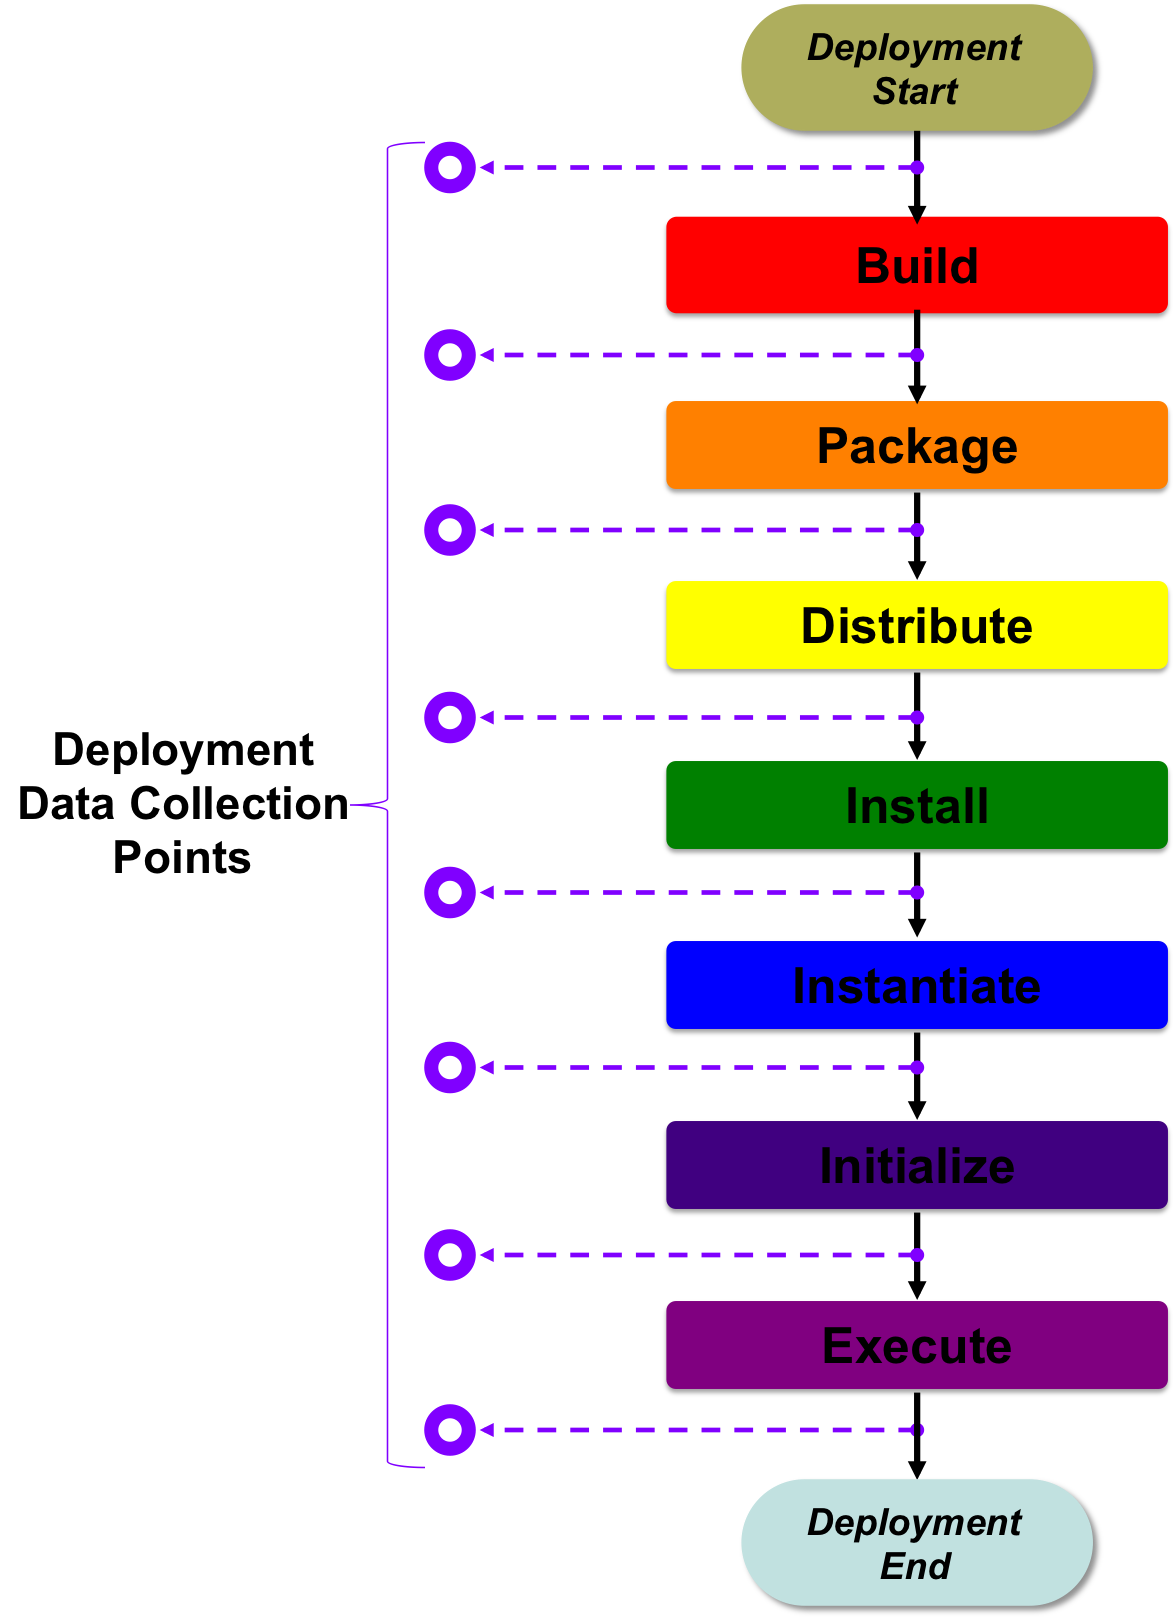 Deployment
Start
Build
Package
Distribute
Deployment
Data Collection
Points
Install
Instantiate
Initialize
Execute
Deployment
End